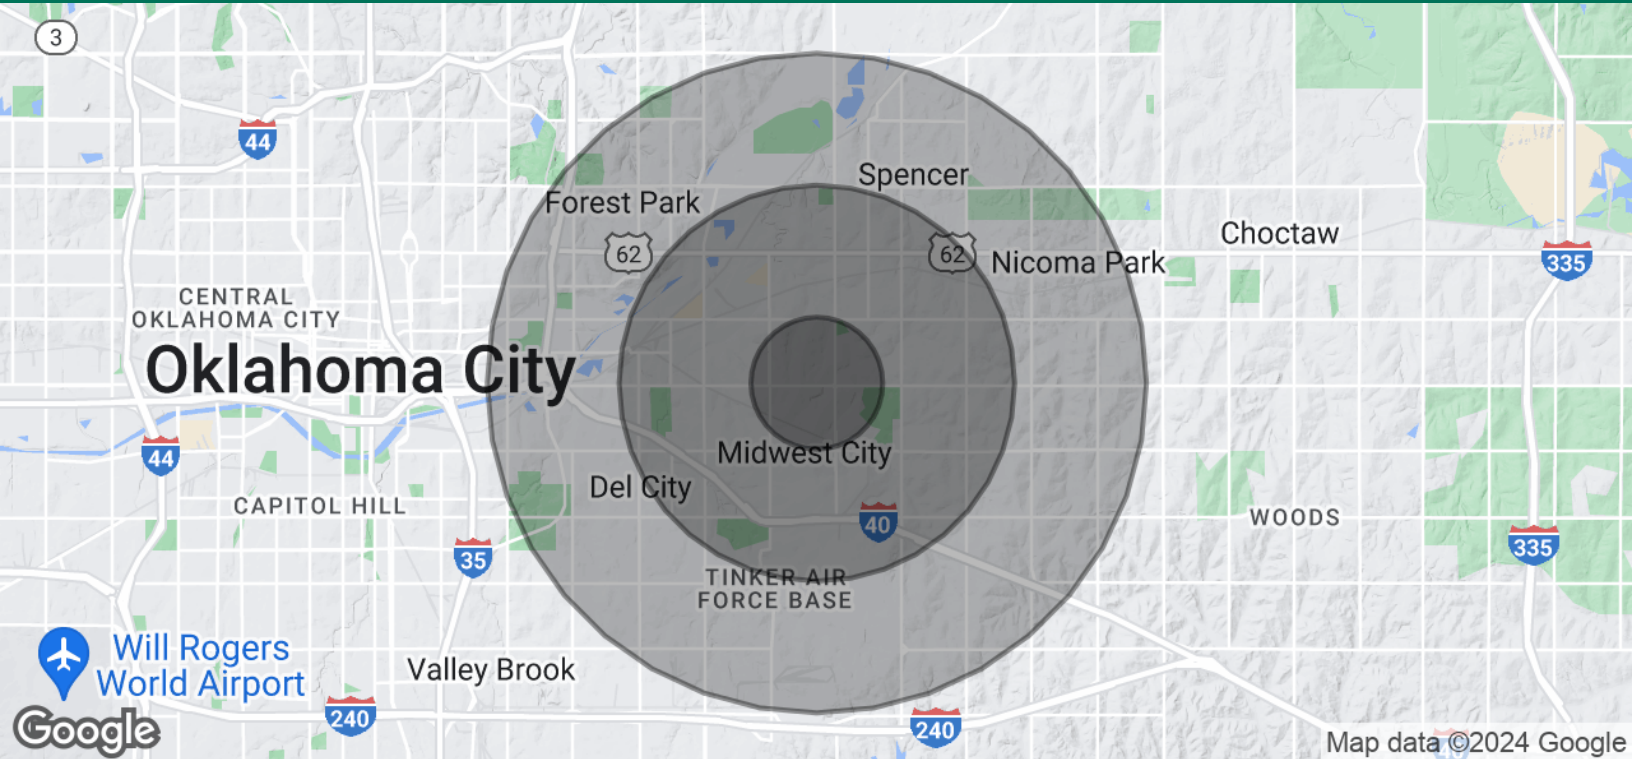 3
44
Spencer
Forest Park
62
62
Nicoma Park
Choctaw
335
CENTRAL
OKLAHOMA CITY
Oklahoma City
44
Midwest City
Del City
CAPITOL HILL
40
WOODS
35
335
TINKER AIR
FORCE BASE
Will Rogers
World Airport
Valley Brook
240
240
Google
40
Map data ©2024 Google